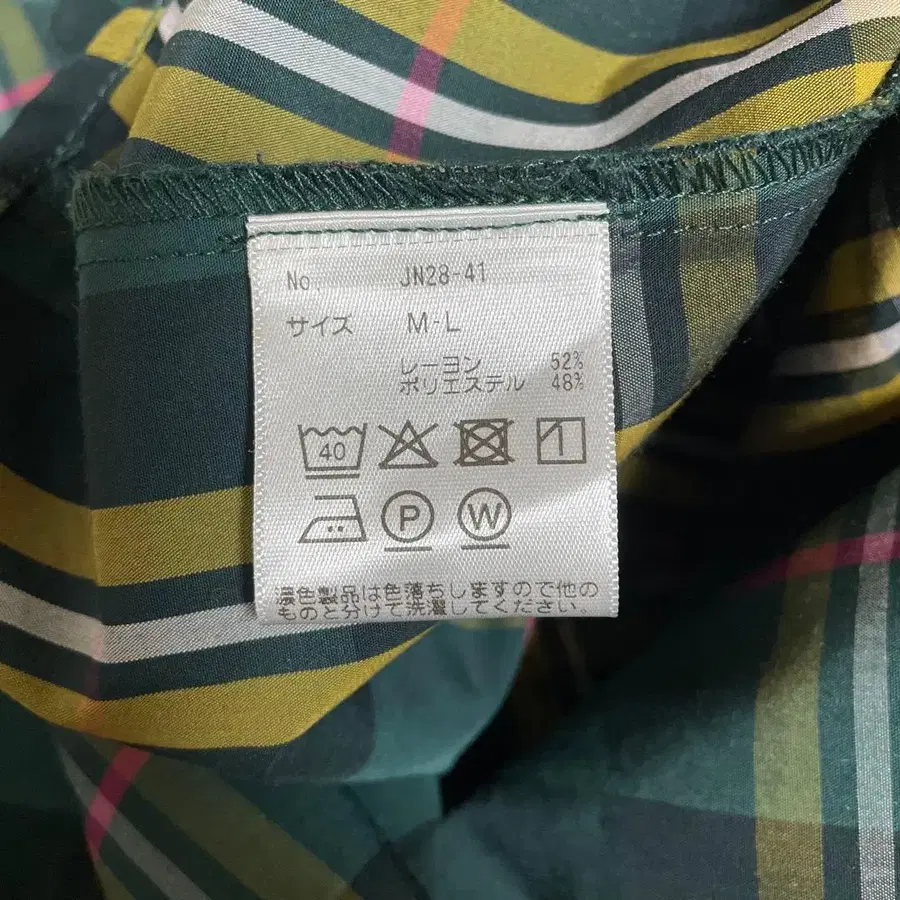 No. JN28-41
サイズ M-L
レーヨン 52%
ポリエステル 48%
40
P W
濃色製品は色落ちしますので他の
ものと分けて洗濯してください。